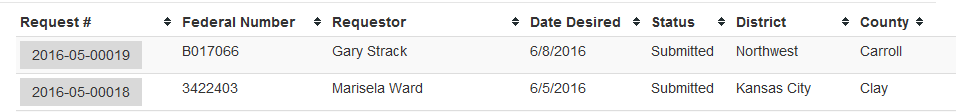 Request # Federal Number Requestor Date Desired Status District County
2016-05-00019 B017066 Gary Strack 6/8/2016 Submitted Northwest Carroll
2016-05-00018 3422403 Marisela Ward 6/5/2016 Submitted Kansas City Clay